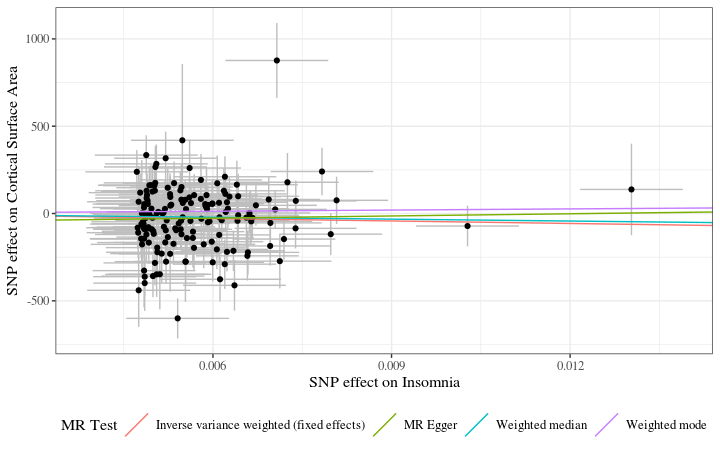 SNP effect on Cortical Surface Area
1000
500
0
-500
0.006
0.009
0.012
SNP effect on Insomnia
MR Test
Inverse variance weighted (fixed effects)
MR Egger
Weighted median
Weighted mode